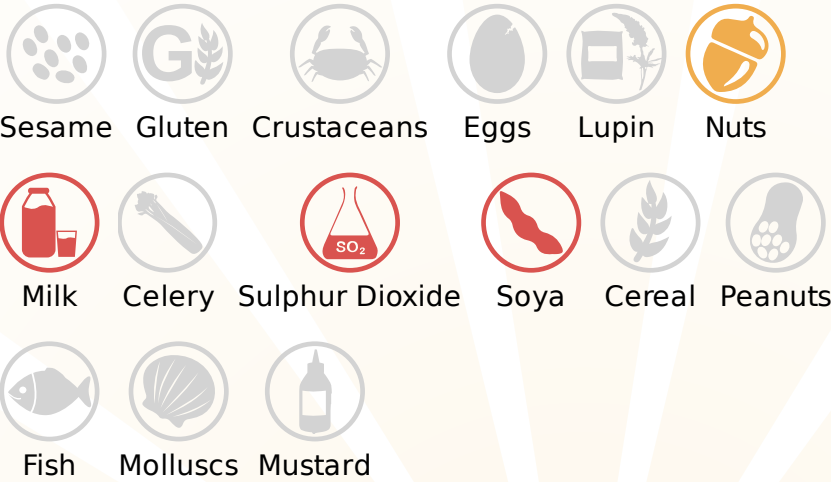 G
Sesame Gluten Crustaceans Eggs Lupin Nuts
SO₂
Milk Celery Sulphur Dioxide Soya Cereal Peanuts
Fish Molluscs Mustard